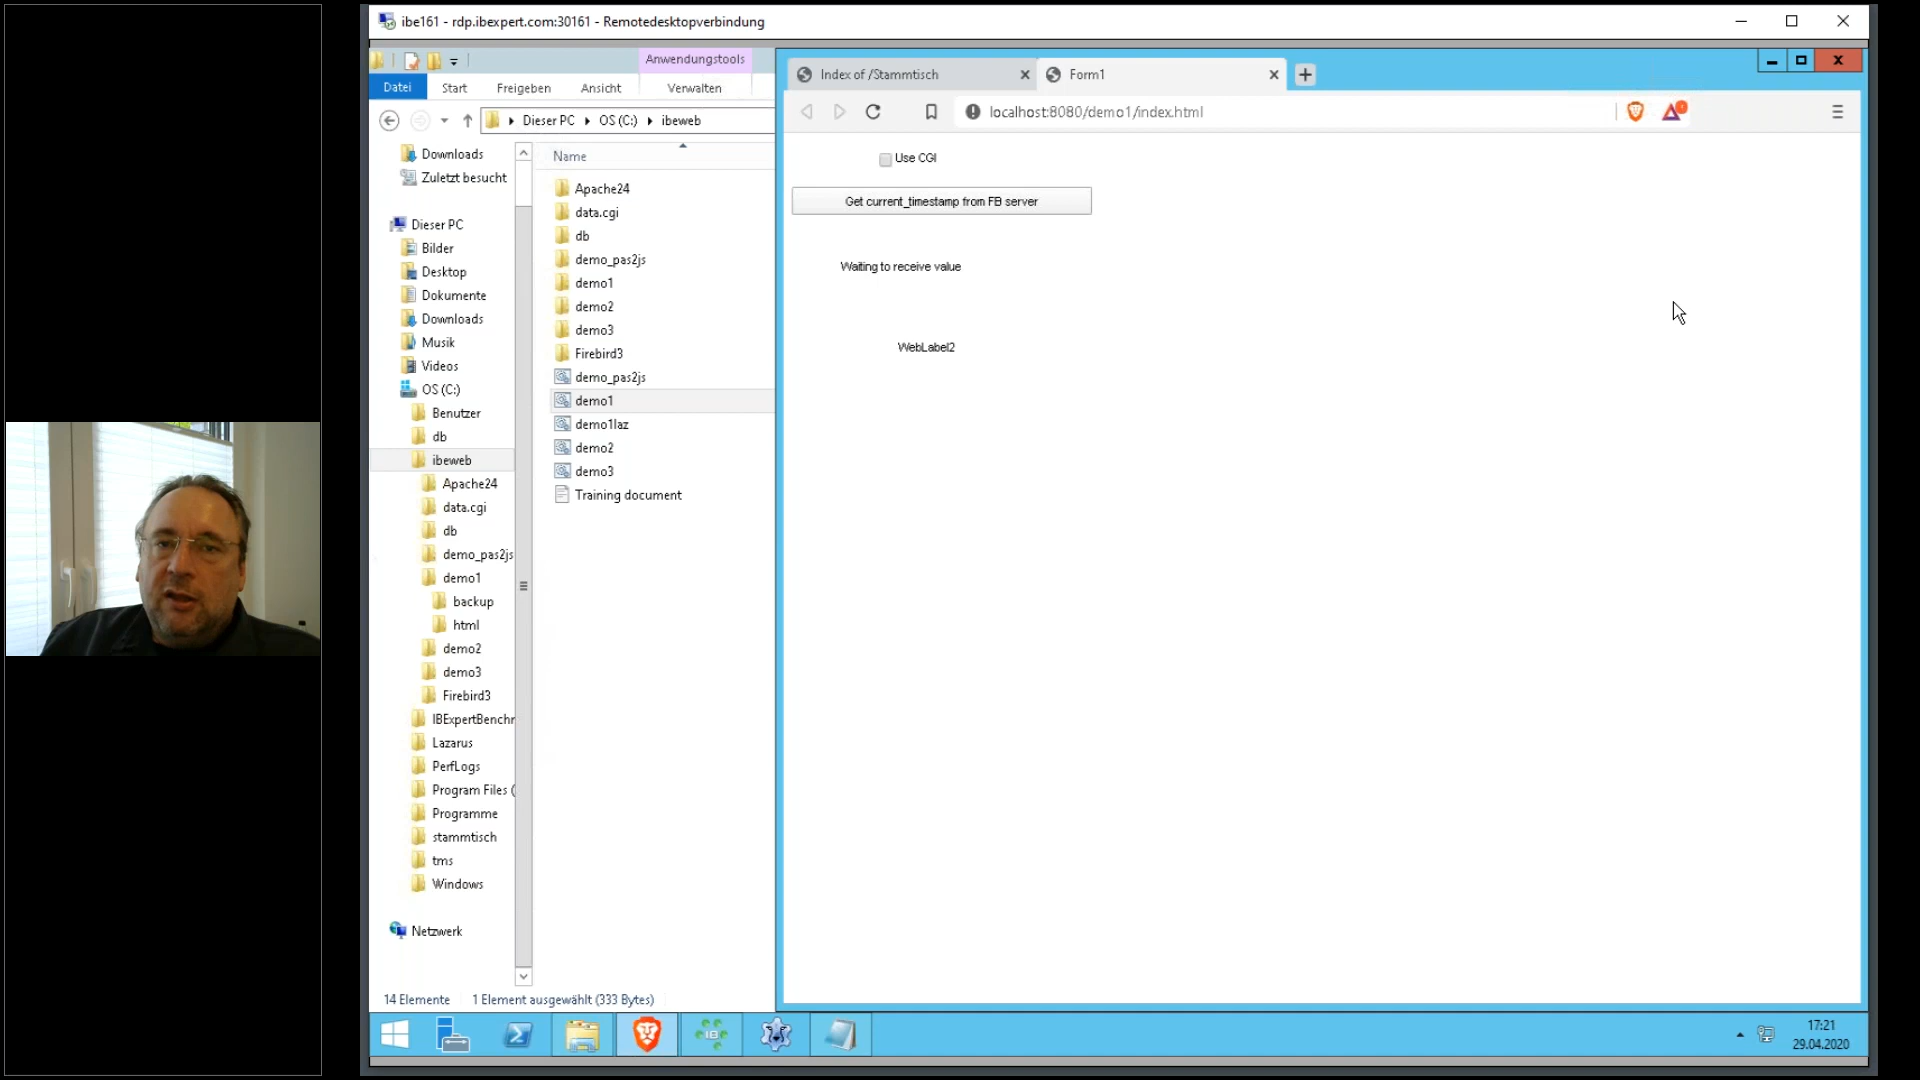 ibe161 - rdp.ibexpert.com:30161 - Remotedesktopverbindung
Anwendungstools
Datei
Start
Freigeben
Ansicht
Verwalten
Dieser PC
OS (C:)
ibeweb
Downloads
Zuletzt besucht
Dieser PC
Bilder
Desktop
Dokumente
Downloads
Musik
Videos
OS (C:)
Benutzer
db
ibeweb
Apache24
data.cgi
db
demo_pas2js
demo1
backup
html
demo2
demo3
Firebird3
IBExpertBenchr
Lazarus
PerfLogs
Program Files (
Programme
stammtisch
tms
Windows
Netzwerk
Name
Apache24
data.cgi
db
demo_pas2js
demo1
demo2
demo3
Firebird3
demo_pas2js
demo1
demo1laz
demo2
demo3
Training document
14 Elemente
1 Element ausgewählt (333 Bytes)
Index of /Stammtisch
Form1
localhost:8080/demo1/index.html
Use CGI
Get current_timestamp from FB server
Waiting to receive value
WebLabel2
IB
17:21
29.04.2020